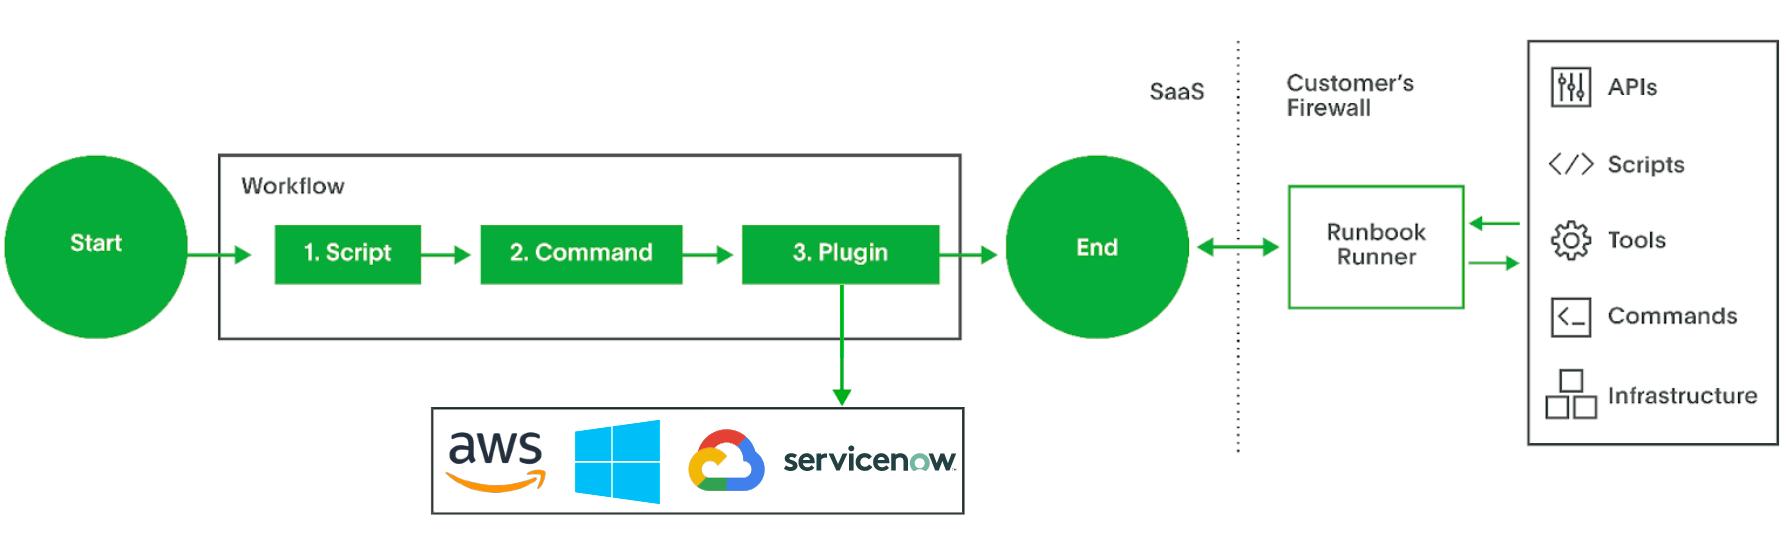 Start
Workflow
1. Script
2. Command
3. Plugin
aws
servicenow
End
SaaS
Customer's
Firewall
Runbook
Runner
APIs
Scripts
Tools
Commands
Infrastructure